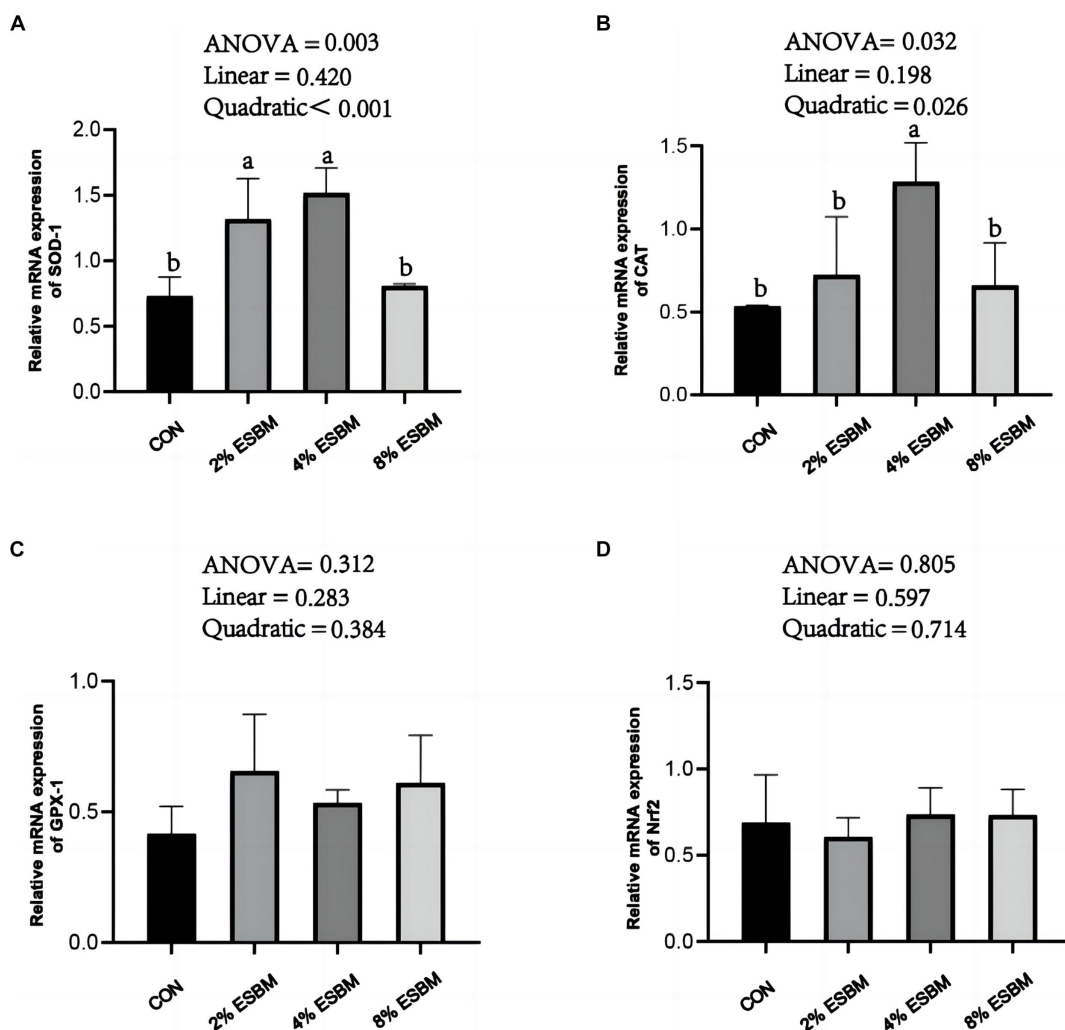 A
ANOVA = 0.003
Linear = 0.420
Quadratic< 0.001
Relative mRNA expression
of SOD-1
2.0
1.5
1.0
0.5
0.0
b
a
a
b
CON
2% ESBM
4% ESBM
8% ESBM
B
ANOVA = 0.032
Linear = 0.198
Quadratic = 0.026
Relative mRNA expression
of CAT
1.5
1.0
0.5
0.0
b
b
a
b
CON
2% ESBM
4% ESBM
8% ESBM
C
ANOVA= 0.312
Linear = 0.283
Quadratic = 0.384
Relative mRNA expression
of GPX-1
1.0
0.5
0.0
CON
2% ESBM
4% ESBM
8% ESBM
D
ANOVA = 0.805
Linear = 0.597
Quadratic = 0.714
Relative mRNA expression
of Nrf2
1.5
1.0
0.5
0.0
CON
2% ESBM
4% ESBM
8% ESBM